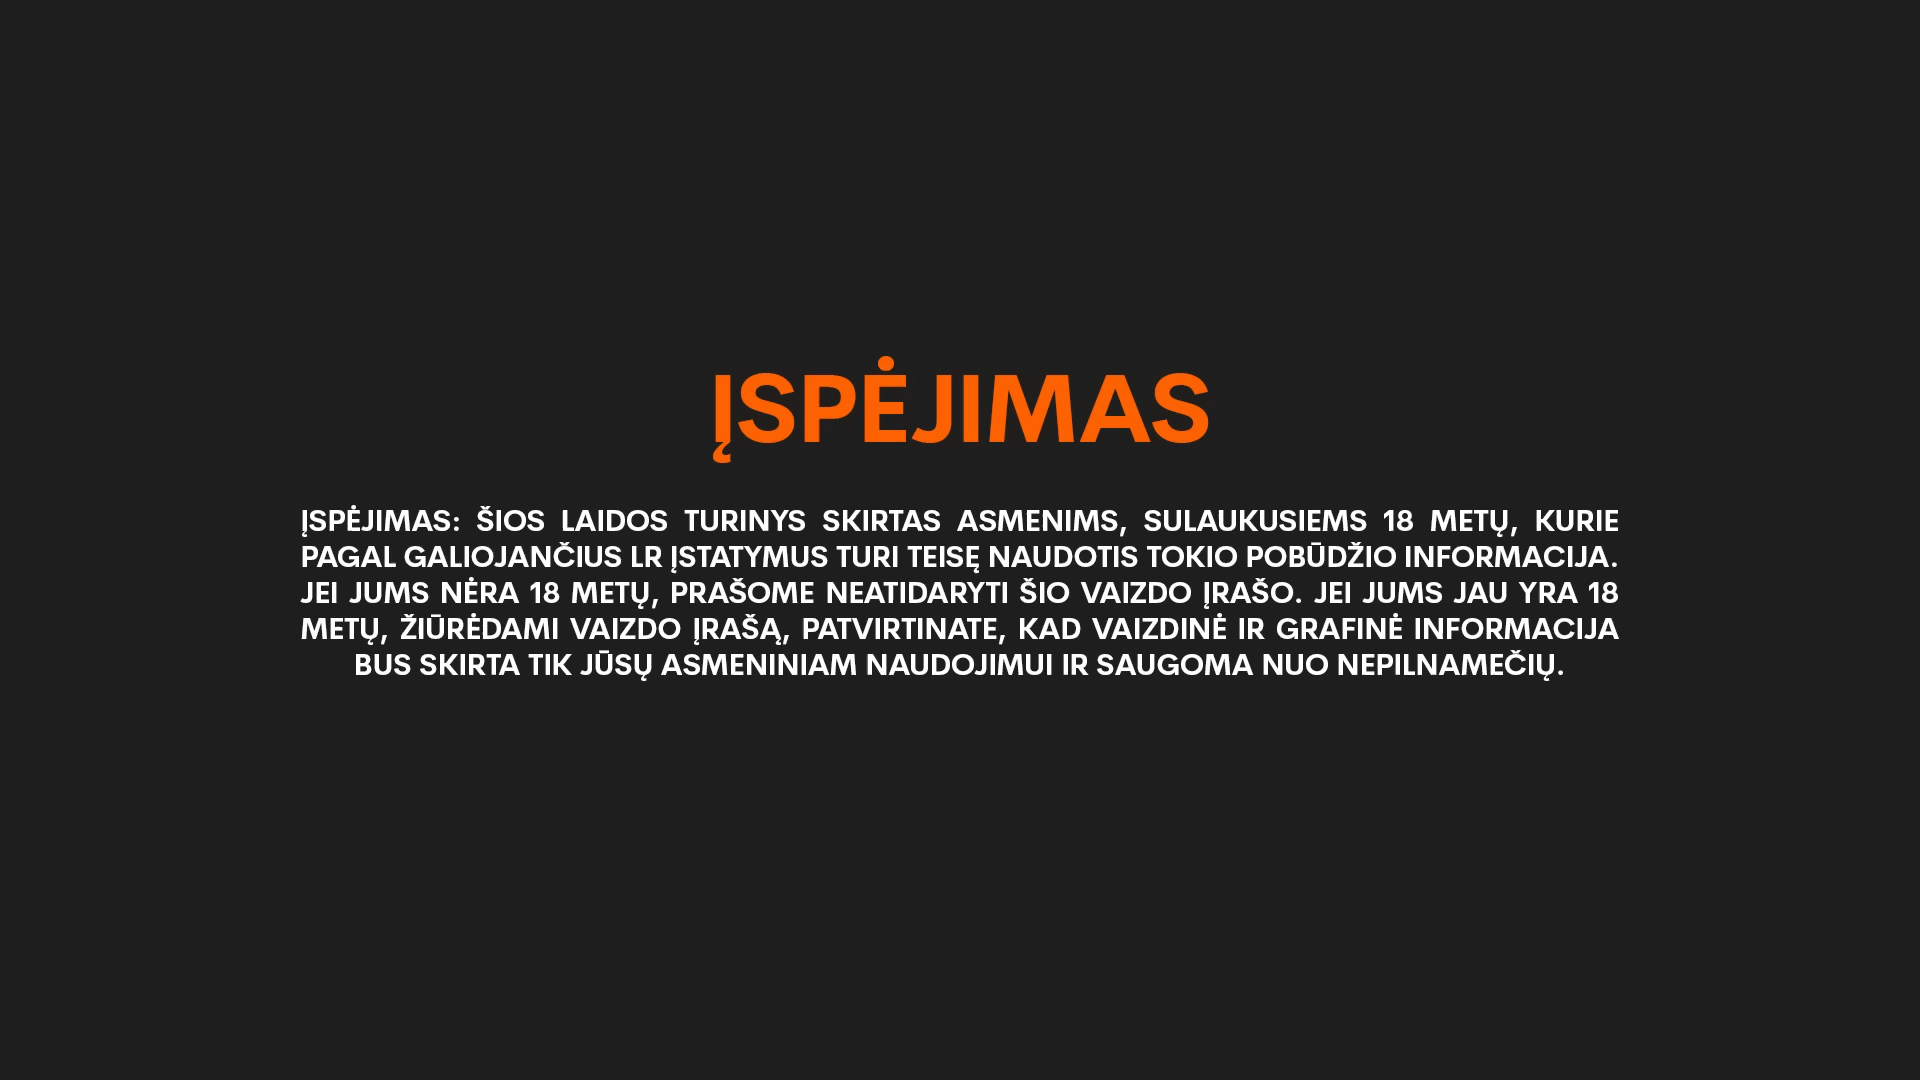 ĮSPĖJIMAS
ĮSPĖJIMAS: ŠIOS LAIDOS TURINYS SKIRTAS ASMENIMS, SULAUKUSIEMS 18 METŲ, KURIE
PAGAL GALIOJANČIUS LR ĮSTATYMUS TURI TEISĘ NAUDOTIS TOKIO POBŪDŽIO INFORMACIJA.
JEI JUMS NĖRA 18 METŲ, PRAŠOME NEATIDARYTI ŠIO VAIZDO ĮRAŠO. JEI JUMS JAU YRA 18
METŲ, ŽIŪRĖDAMI VAIZDO ĮRAŠĄ, PATVIRTINATE, KAD VAIZDINĖ IR GRAFINĖ INFORMACIJA
BUS SKIRTA TIK JŪSŲ ASMENINIAM NAUDOJIMUI IR SAUGOMA NUO NEPILNAMEČIŲ.